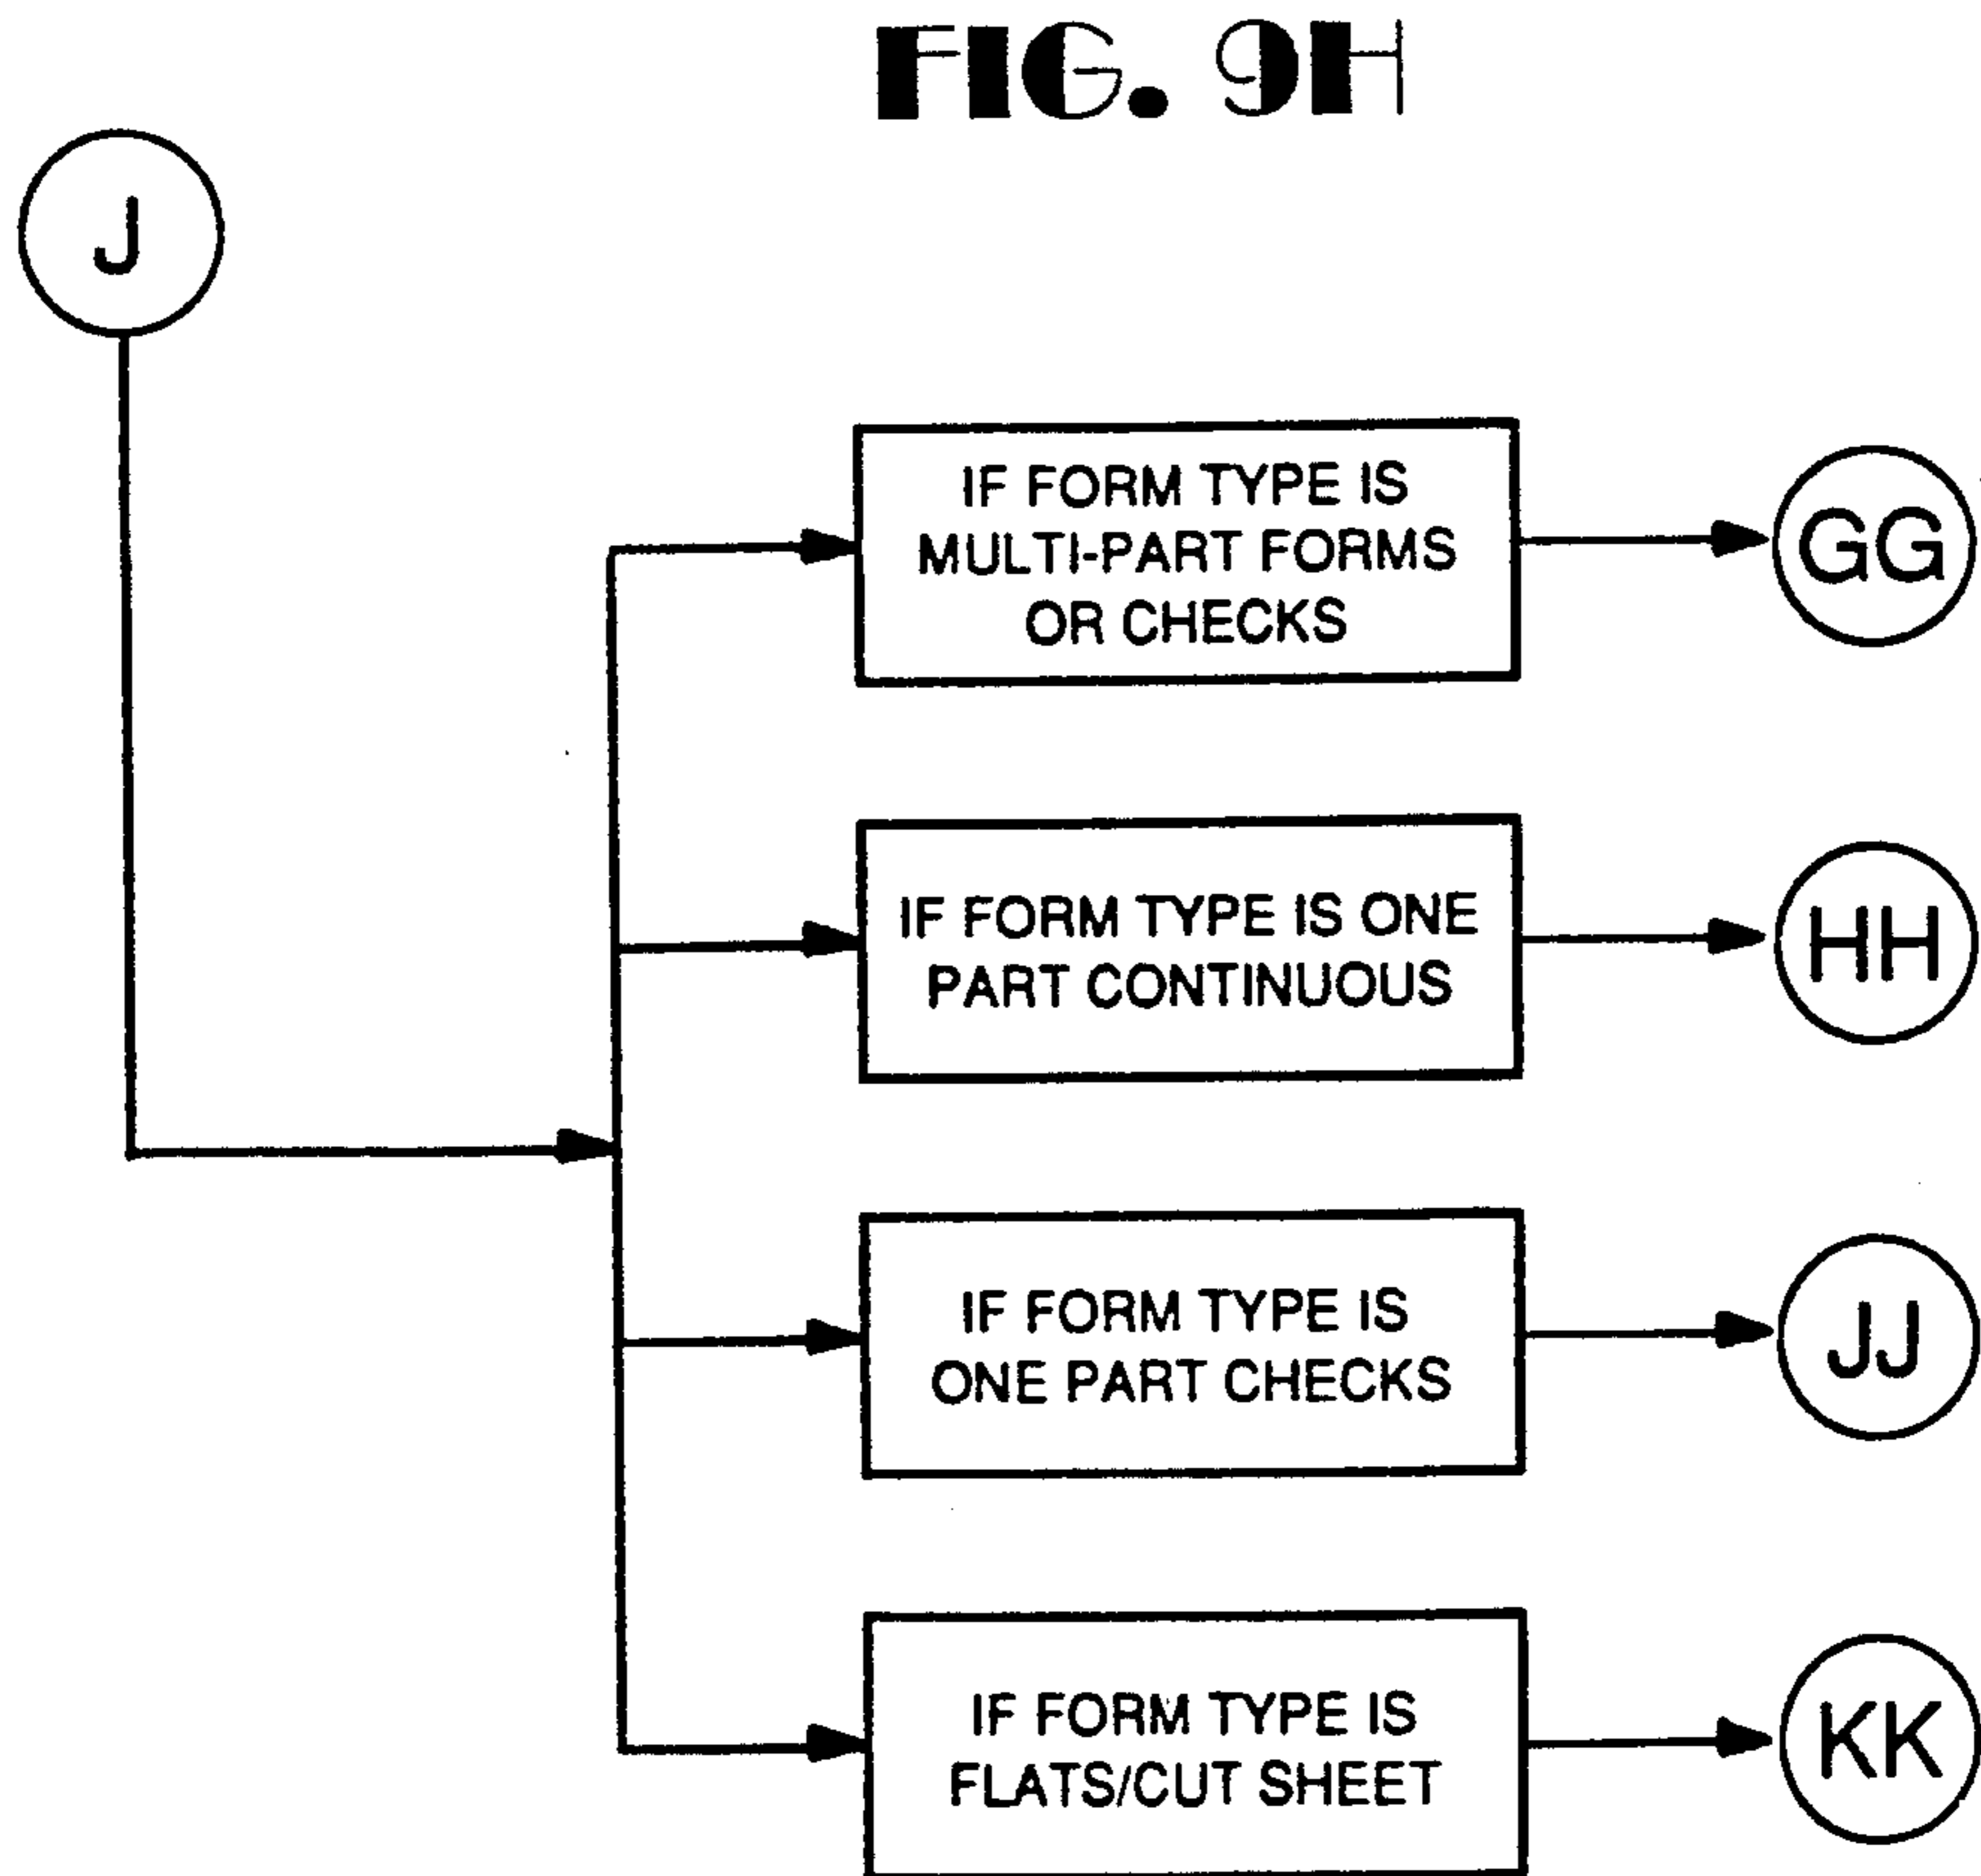 FIG. 9H
J
IF FORM TYPE IS
MULTI-PART FORMS
OR CHECKS
GG
IF FORM TYPE IS ONE
PART CONTINUOUS
HH
IF FORM TYPE IS
ONE PART CHECKS
JJ
IF FORM TYPE IS
FLATS/CUT SHEET
KK